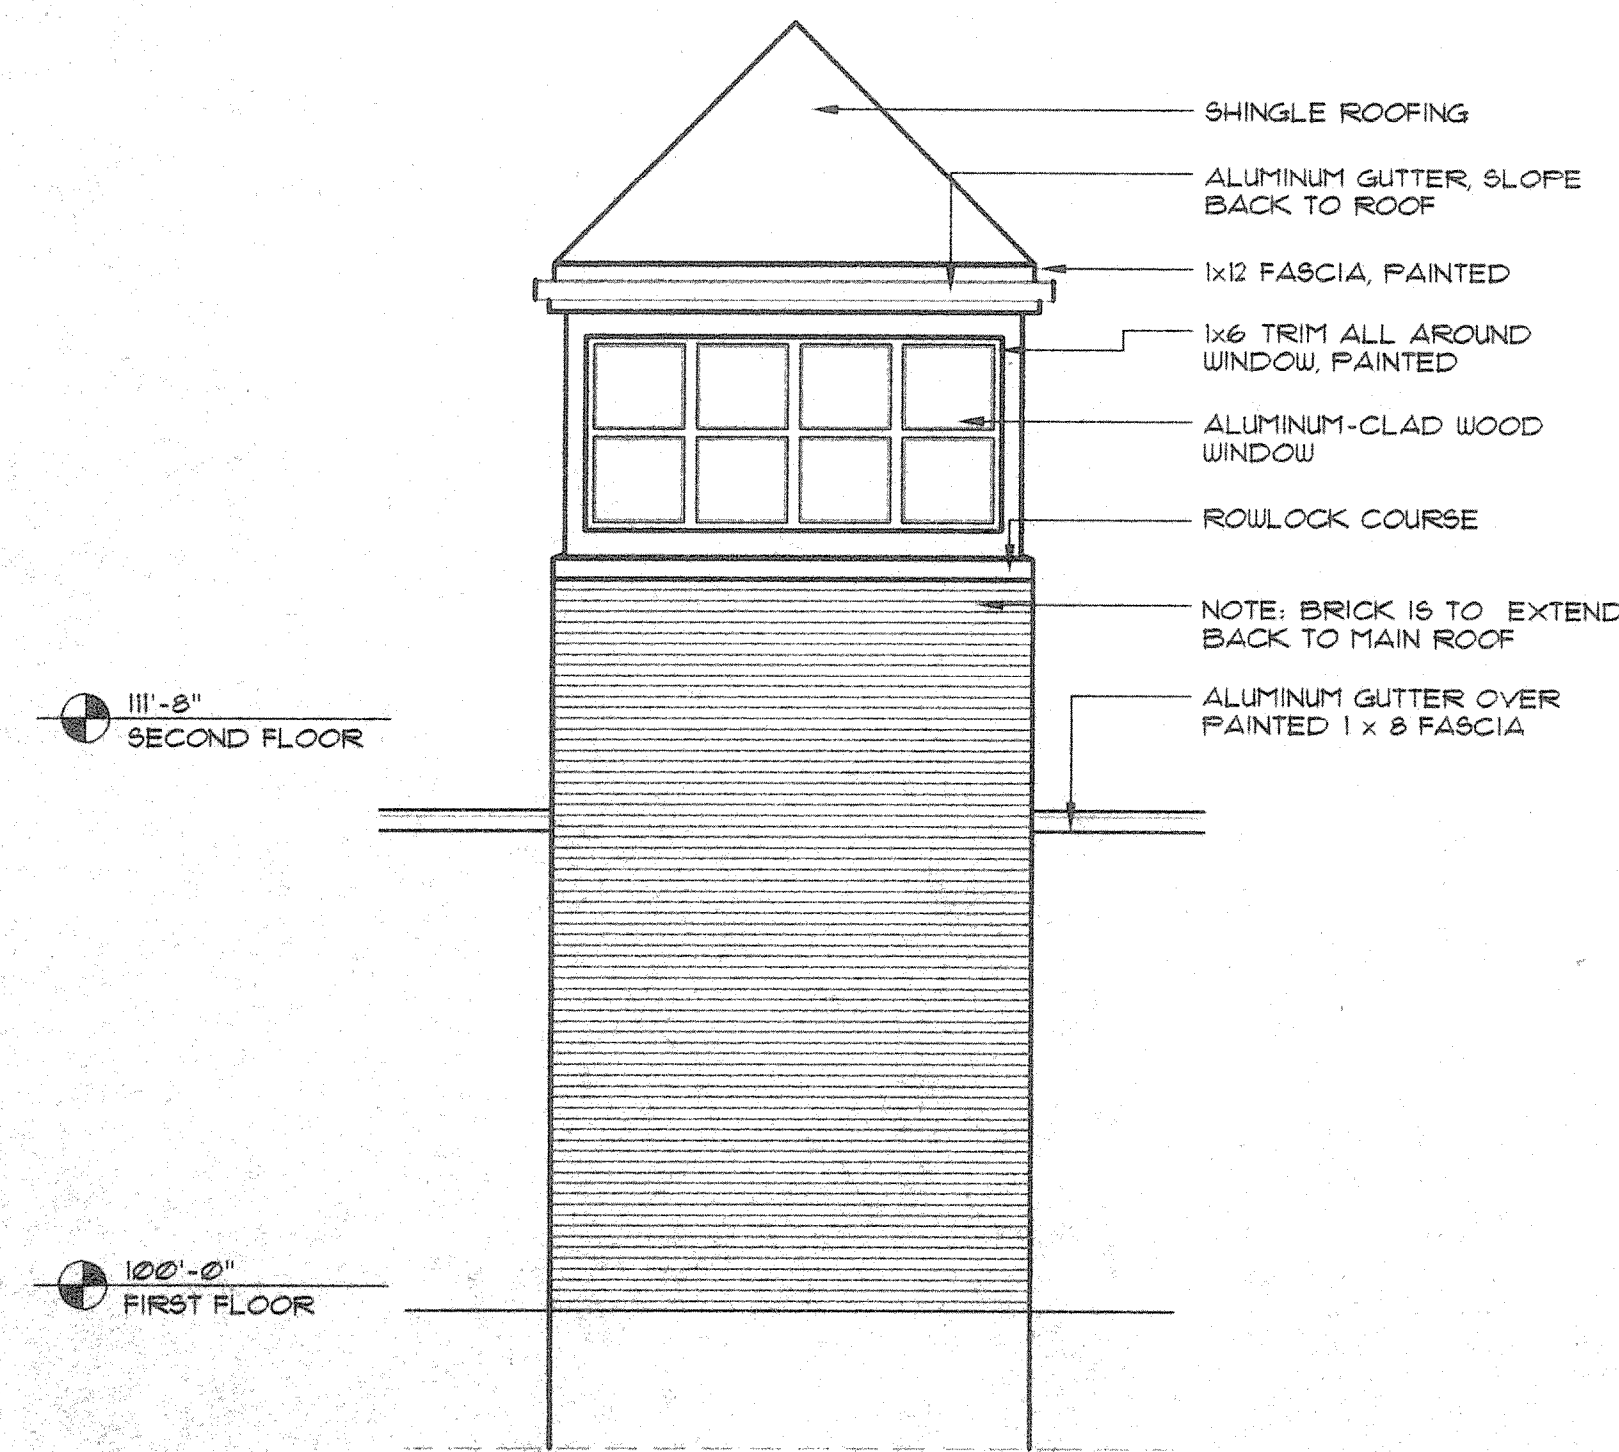 SHINGLE ROOFING
ALUMINUM GUTTER, SLOPE
BACK TO ROOF
1x12 FASCIA, PAINTED
1x6 TRIM ALL AROUND
WINDOW, PAINTED
ALUMINUM-CLAD WOOD
WINDOW
ROWLOCK COURSE
NOTE: BRICK IS TO EXTEND
BACK TO MAIN ROOF
ALUMINUM GUTTER OVER
PAINTED 1 x 8 FASCIA
111'-8"
SECOND FLOOR
100'-0"
FIRST FLOOR